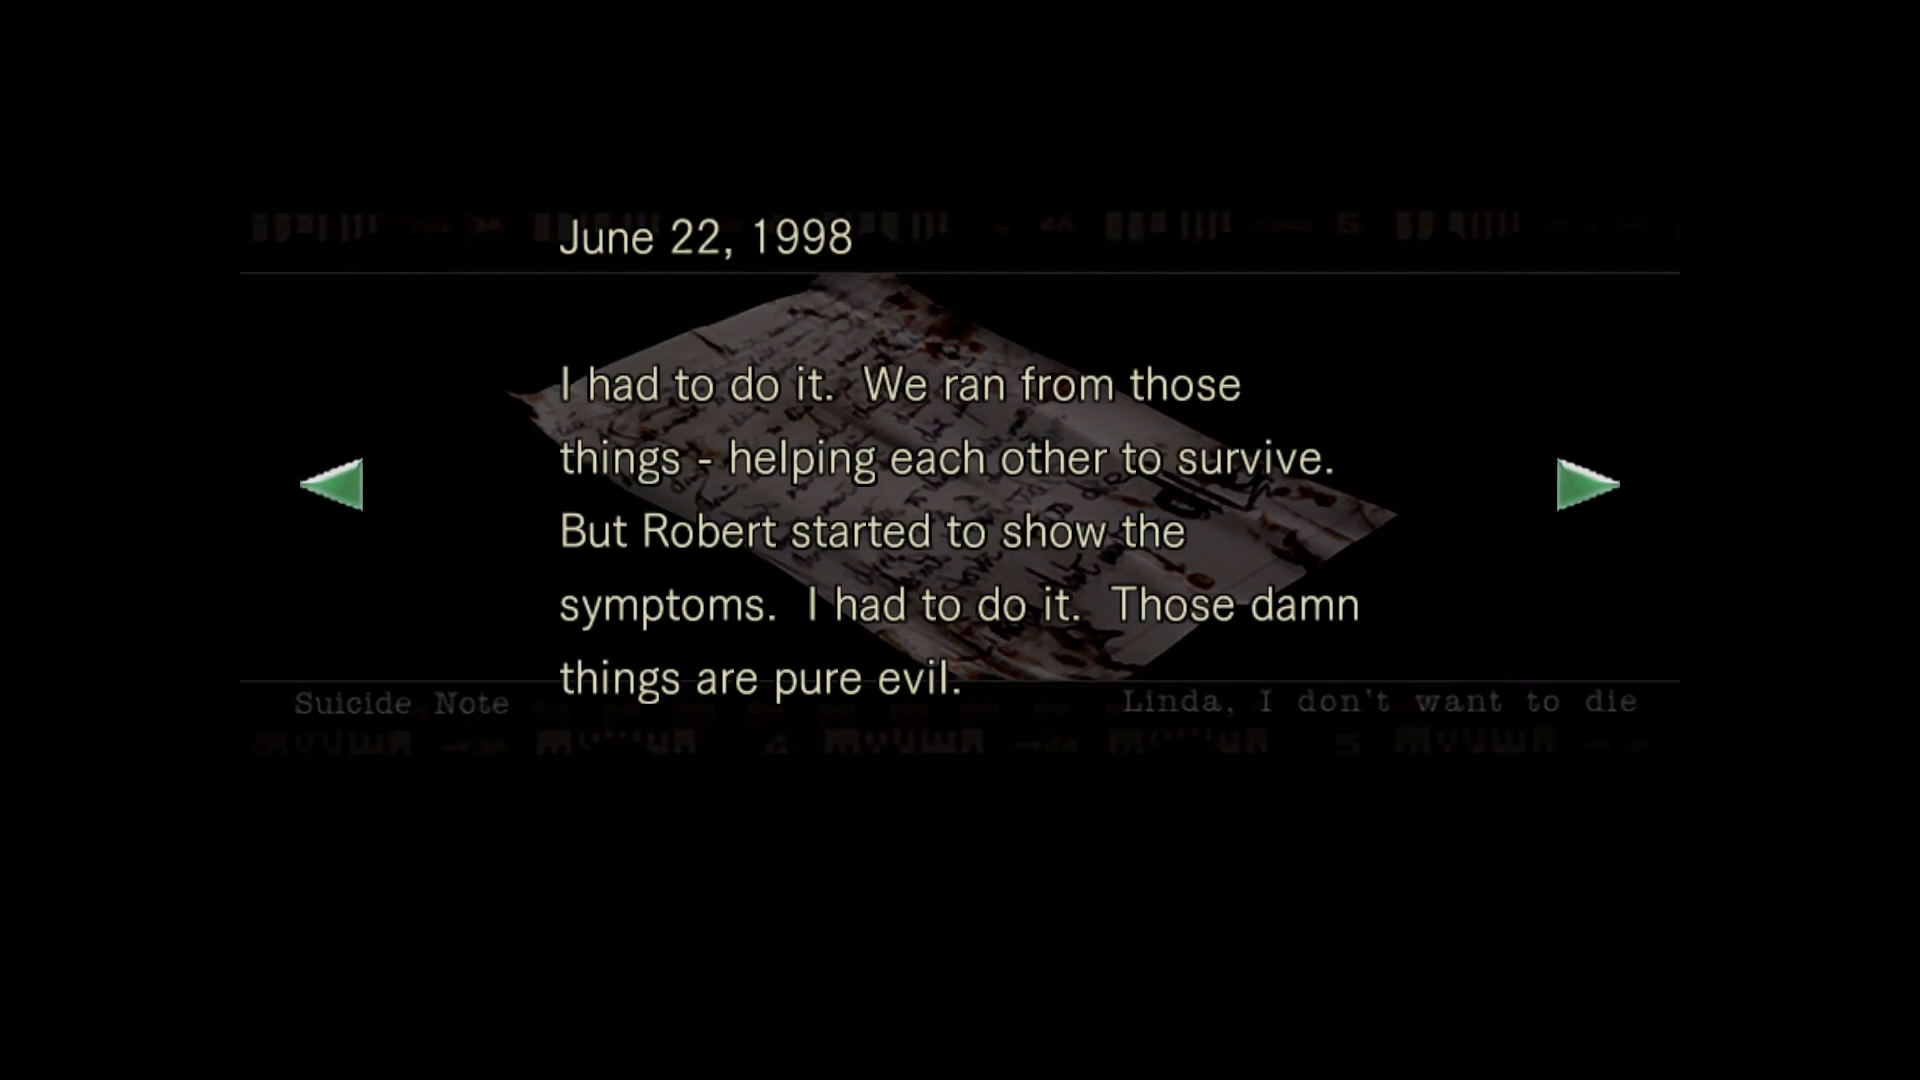 June 22, 1998
I had to do it.  We ran from those
things - helping each other to survive.
But Robert started to show the
symptoms.  I had to do it.  Those damn
things are pure evil.
Suicide Note
Linda, I don't want to die